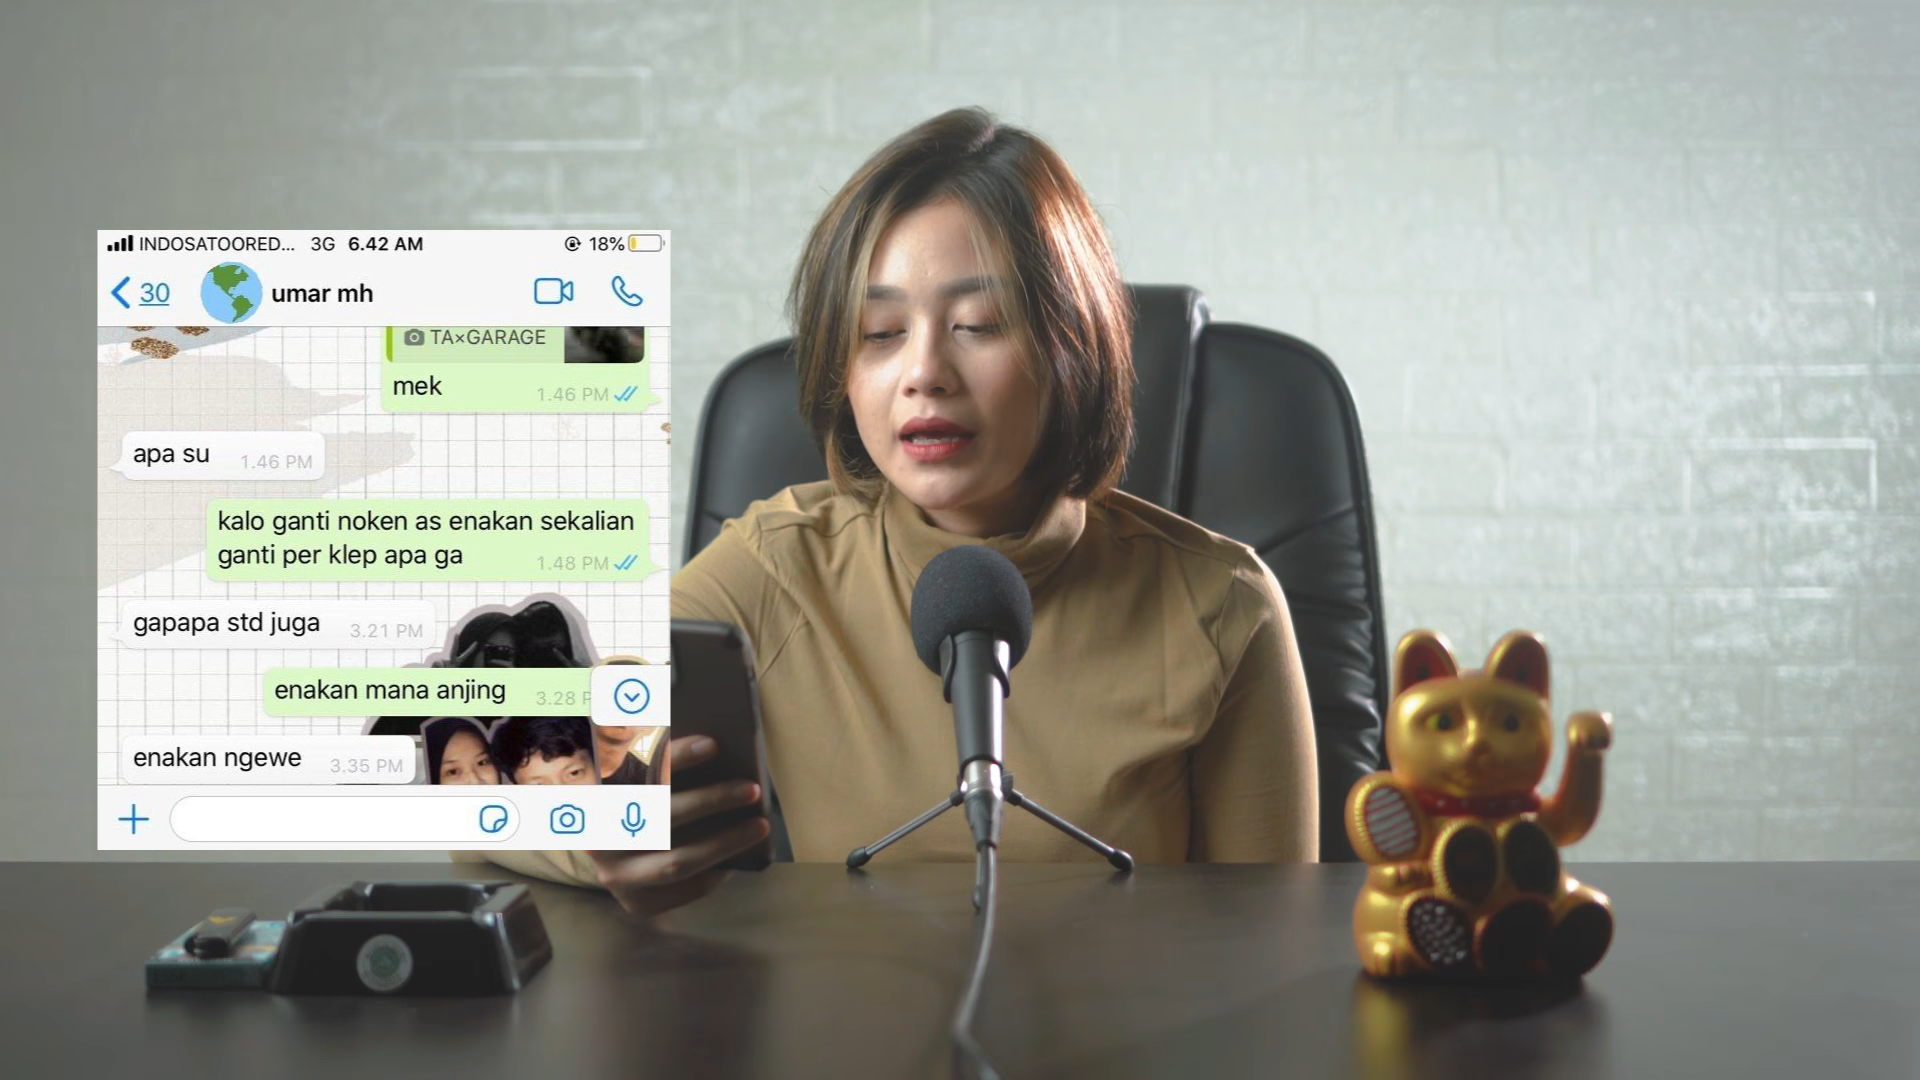 INDOSATOORED... 3G 6.42 AM 18%
30 umar mh
TA×GARAGE
mek 1.46 PM
apa su 1.46 PM
kalo ganti noken as enakan sekalian
ganti per klep apa ga 1.48 PM
gapapa std juga 3.21 PM
enakan mana anjing 3.28 P
enakan ngewe 3.35 PM